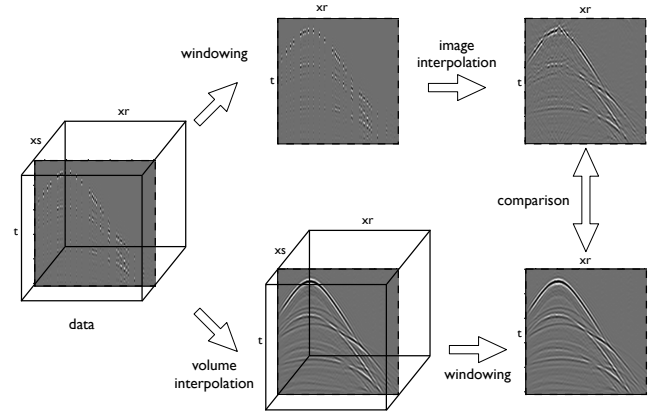 xr
xr
windowing
image
interpolation
t
t
xr
xs
t
comparison
data
xr
xs
xr
t
t
volume
interpolation
windowing